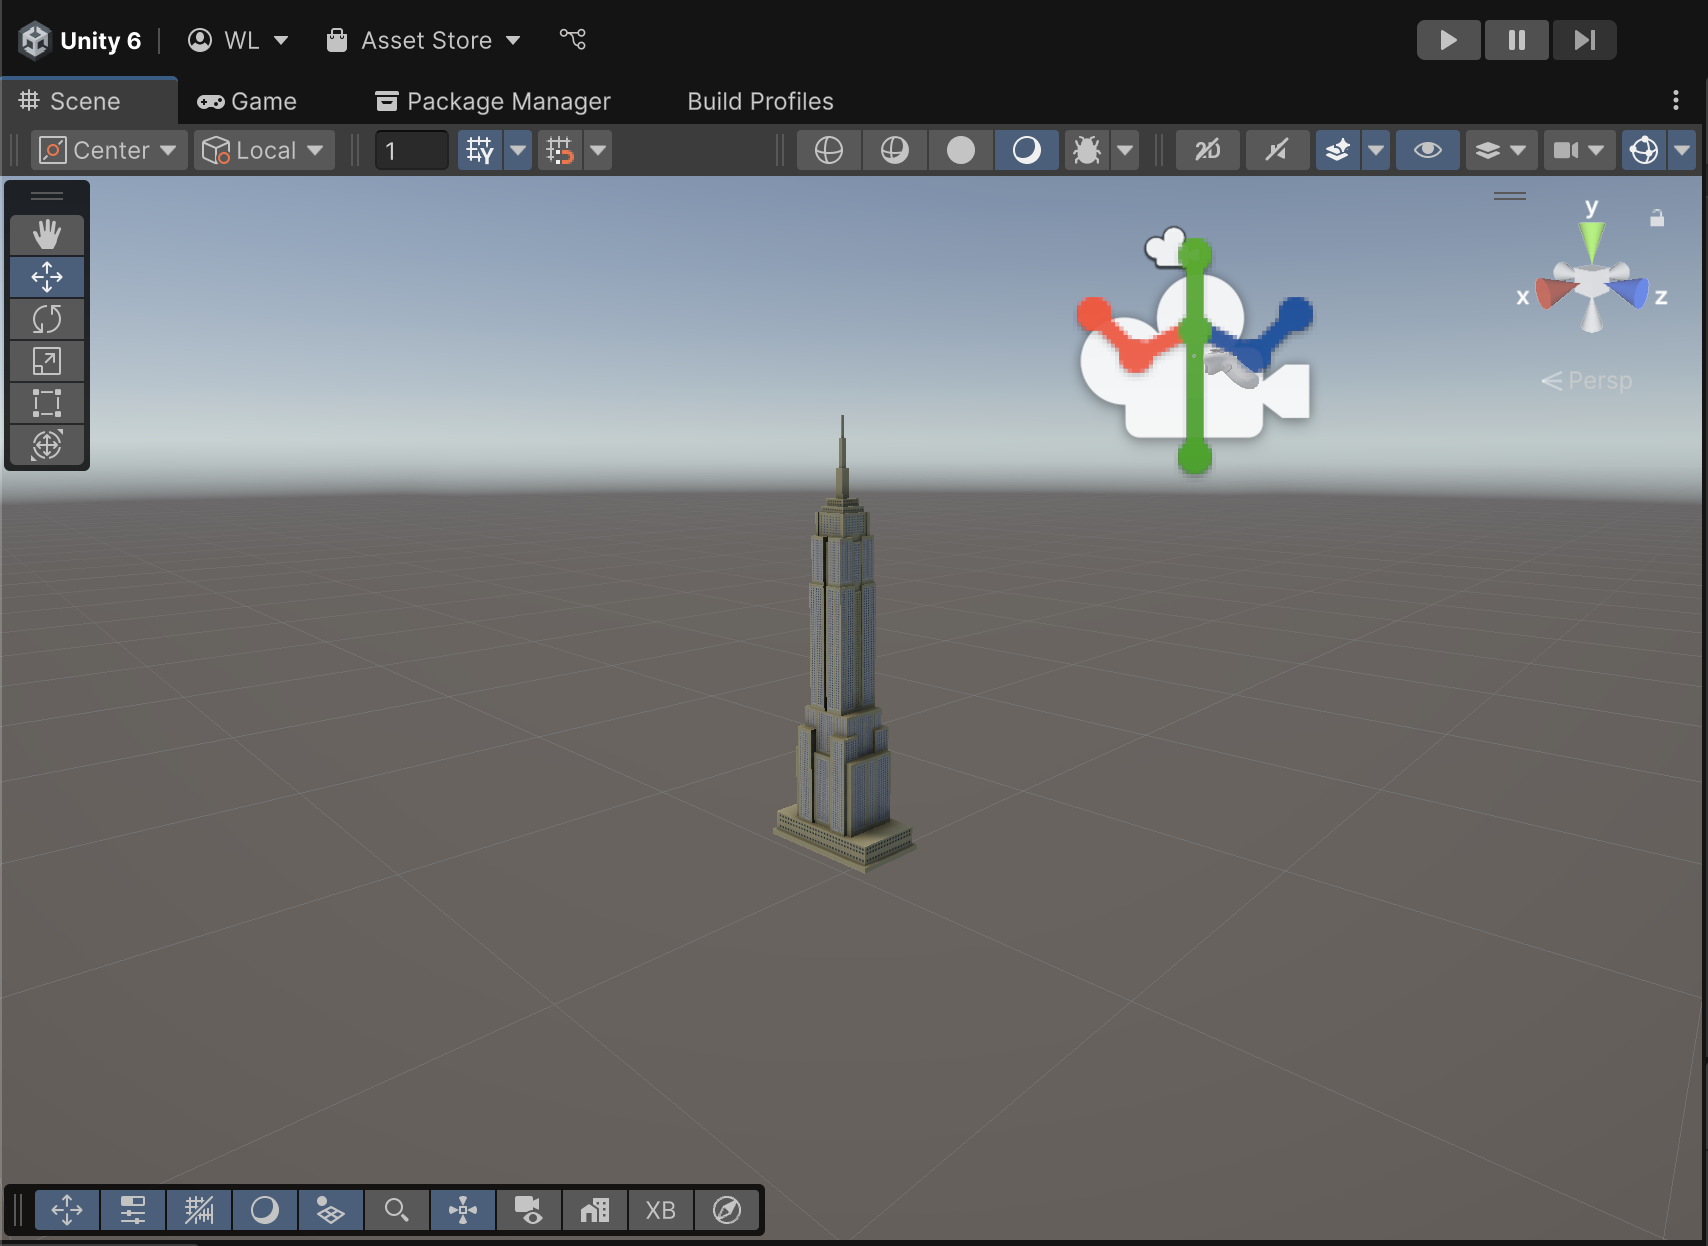 Unity 6 WL Asset Store
Scene Game Package Manager Build Profiles
Center Local 1 Y 2D
y
x z
Persp
XB